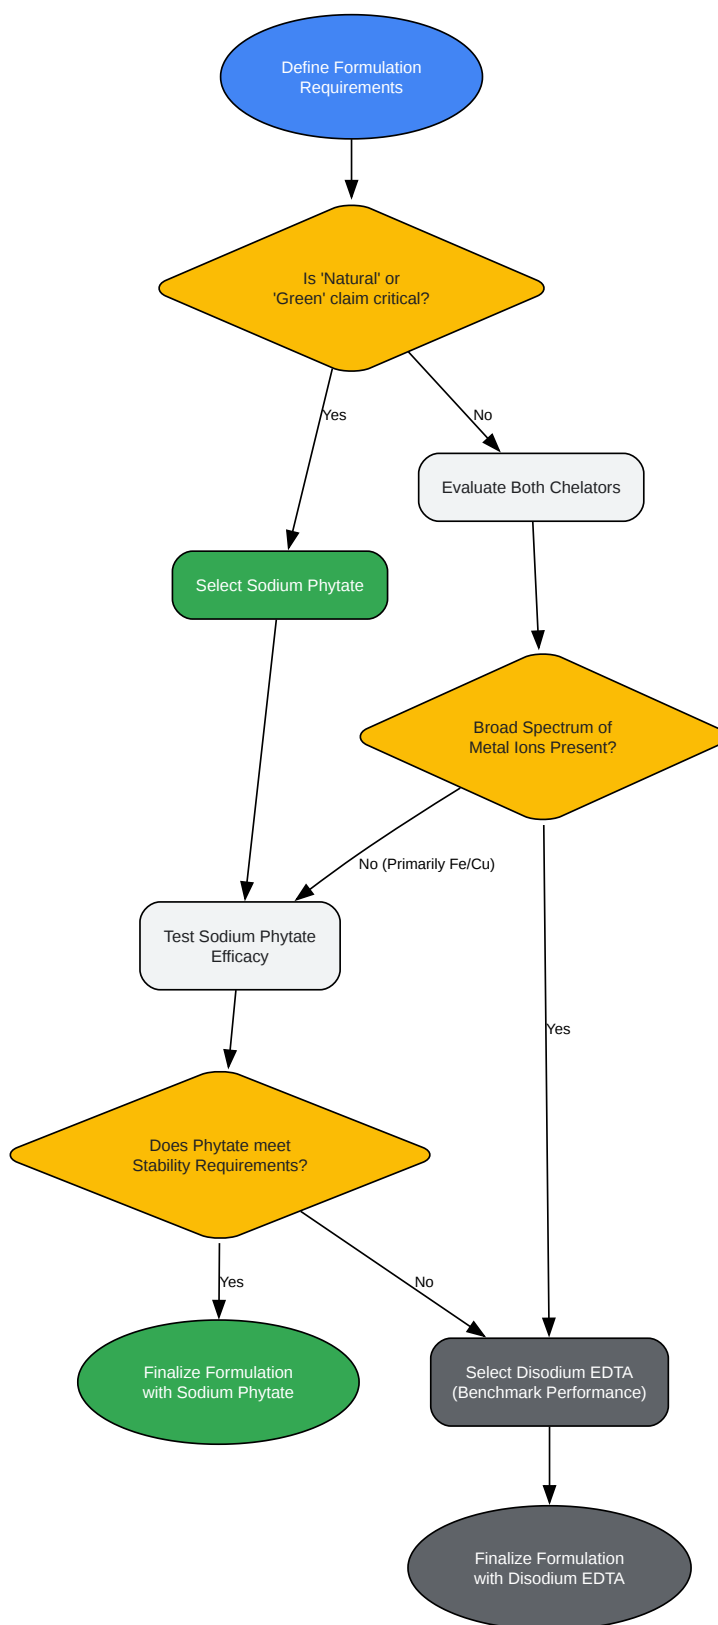 Define Formulation
Requirements
Is 'Natural' or
'Green' claim critical?
Yes
No
Evaluate Both Chelators
Select Sodium Phytate
Broad Spectrum of
Metal Ions Present?
No (Primarily Fe/Cu)
Test Sodium Phytate
Efficacy
Yes
Does Phytate meet
Stability Requirements?
Yes
No
Finalize Formulation
with Sodium Phytate
Select Disodium EDTA
(Benchmark Performance)
Finalize Formulation
with Disodium EDTA